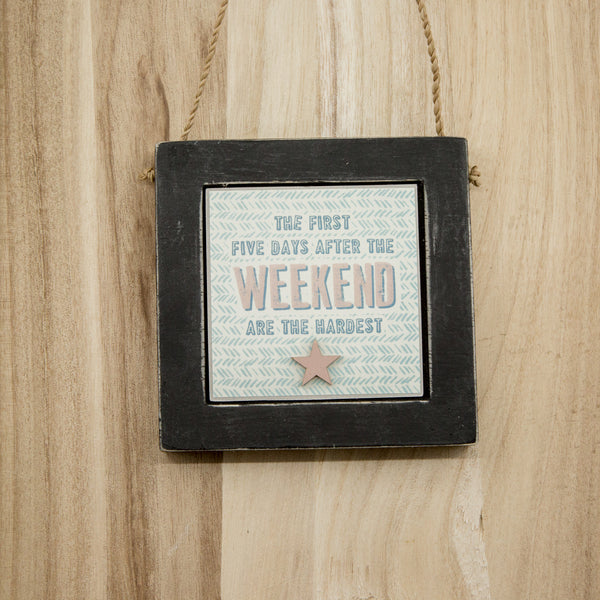 THE FIRST
FIVE DAYS AFTER THE
WEEKEND
ARE THE HARDEST